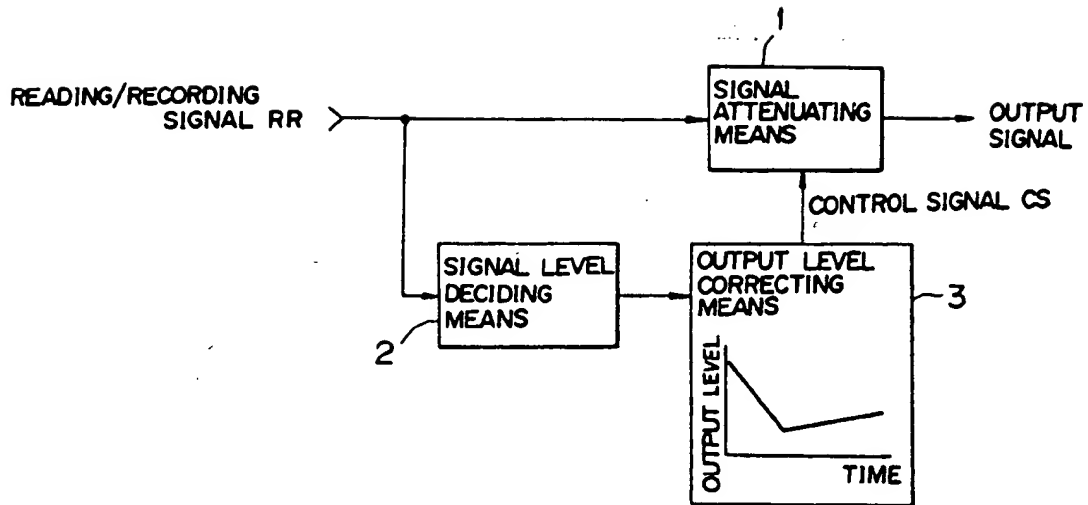 1
READING/RECORDING
SIGNAL RR
SIGNAL
ATTENUATING
MEANS
OUTPUT
SIGNAL
CONTROL SIGNAL CS
SIGNAL LEVEL
DECIDING
MEANS
2
OUTPUT LEVEL
CORRECTING
MEANS
3
OUTPUT LEVEL
TIME